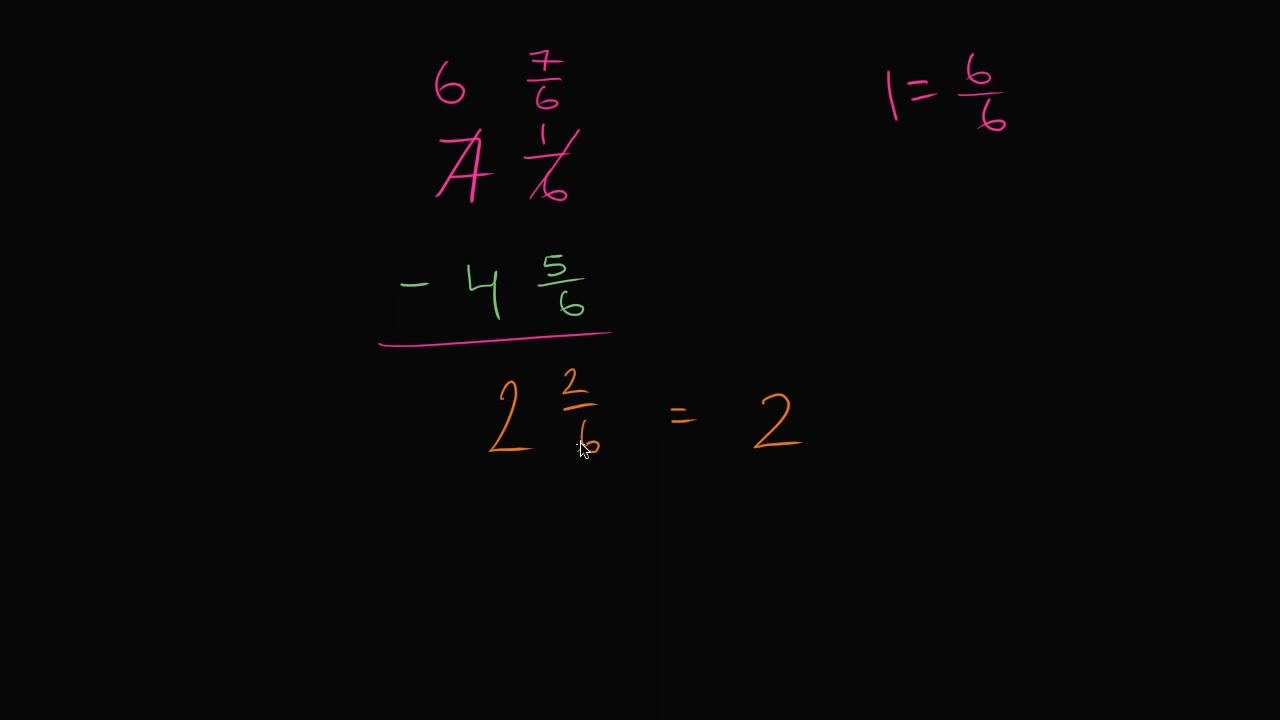 6 7/6
1 = 6/6
7 1/6
- 4 5/6
2 2/6 = 2